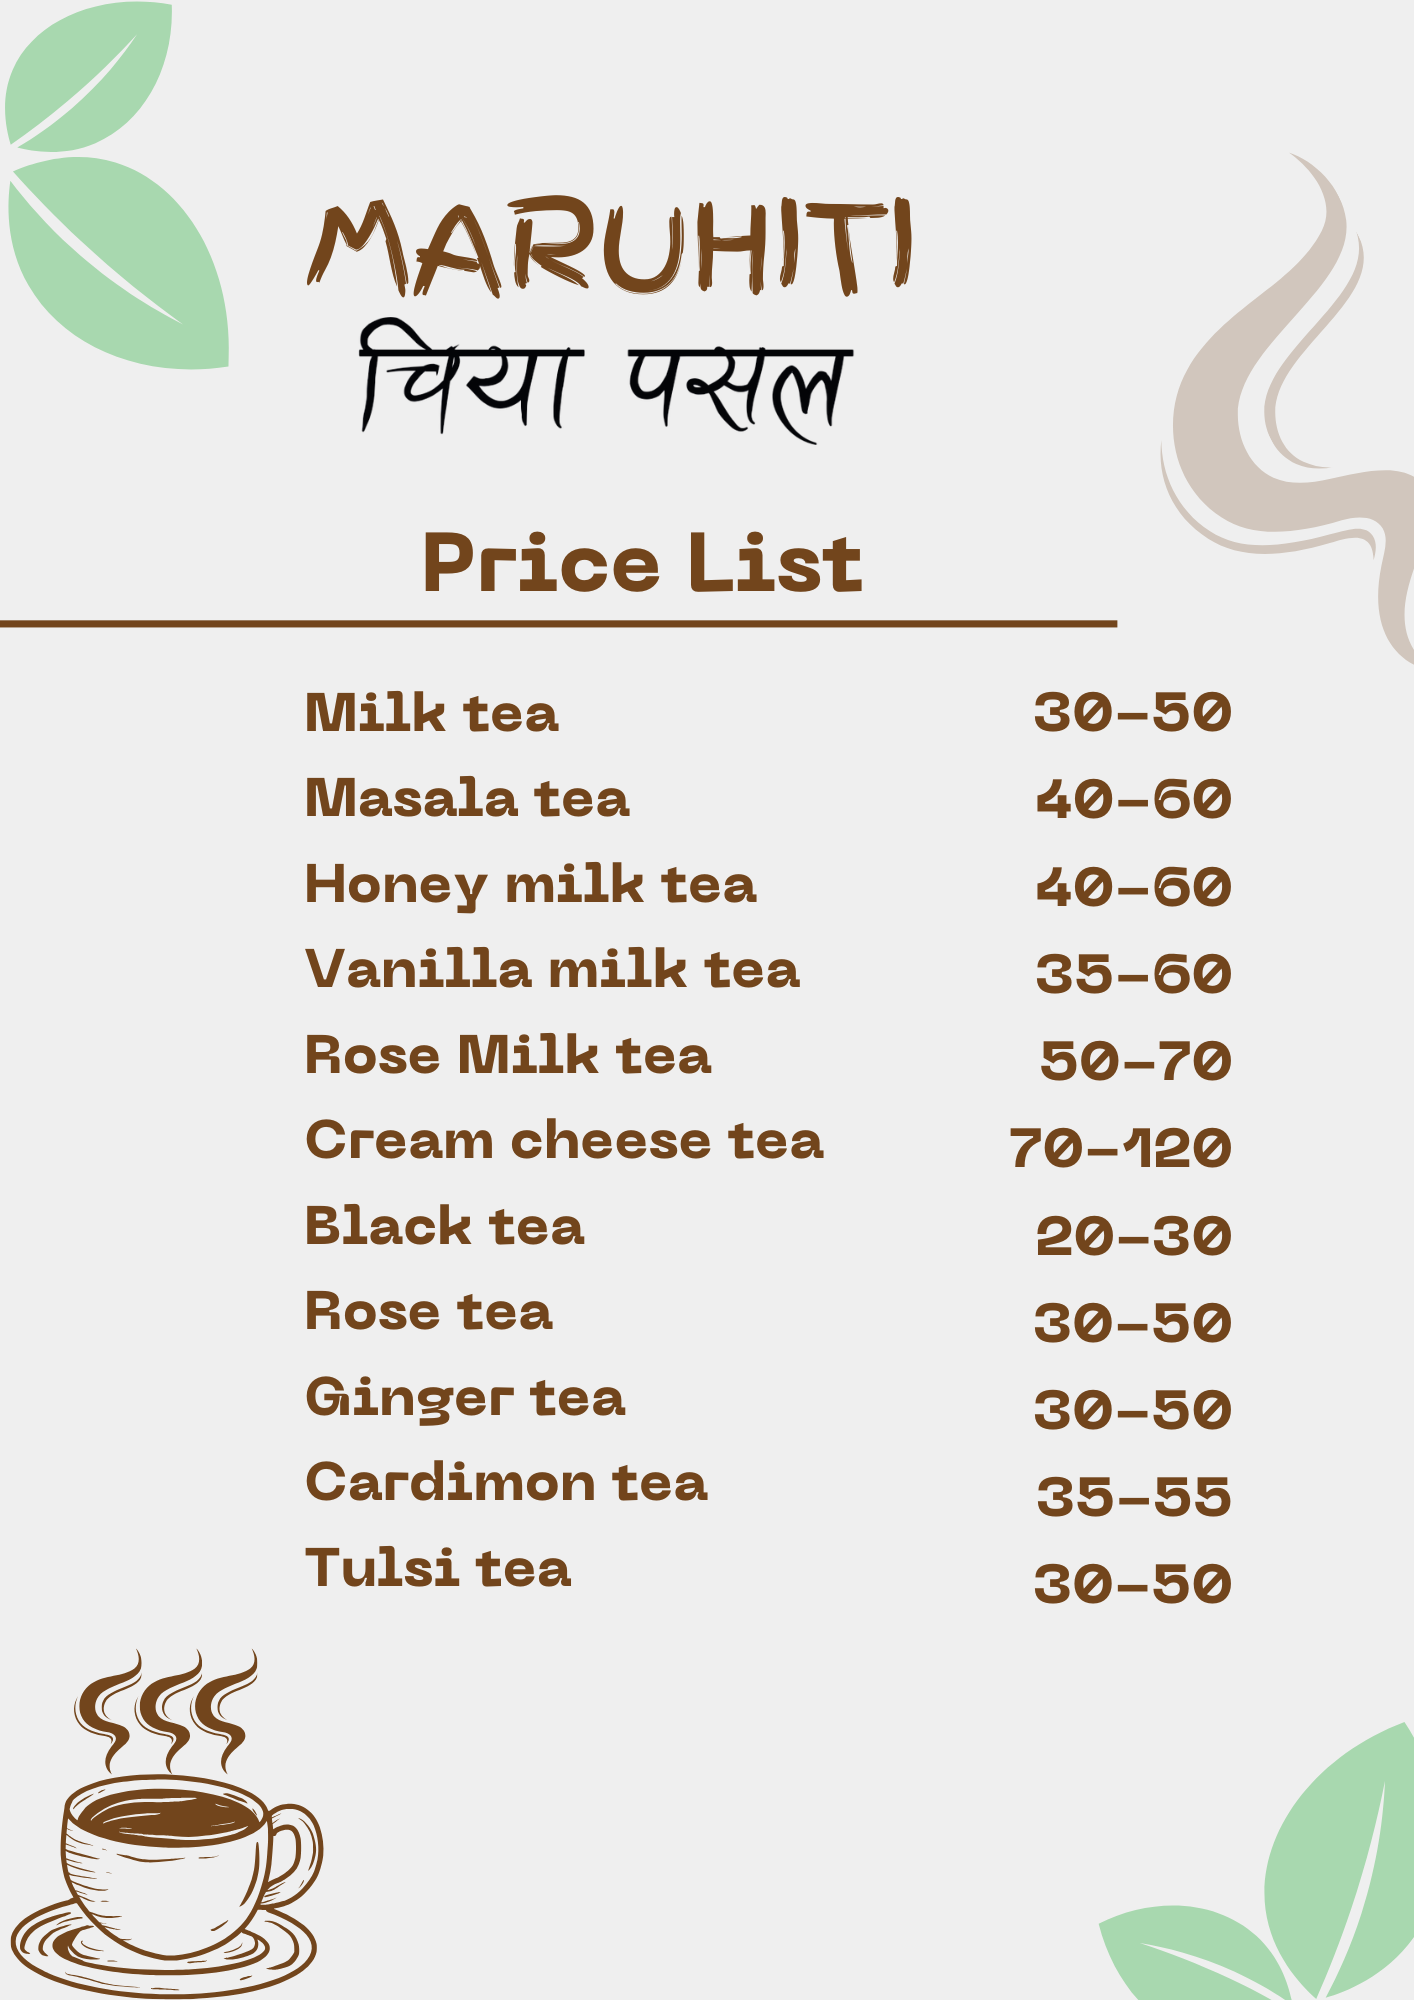 MARUHITI
चिया पसल
Price List
Milk tea 30-50
Masala tea 40-60
Honey milk tea 40-60
Vanilla milk tea 35-60
Rose Milk tea 50-70
Cream cheese tea 70-120
Black tea 20-30
Rose tea 30-50
Ginger tea 30-50
Cardimon tea 35-55
Tulsi tea 30-50